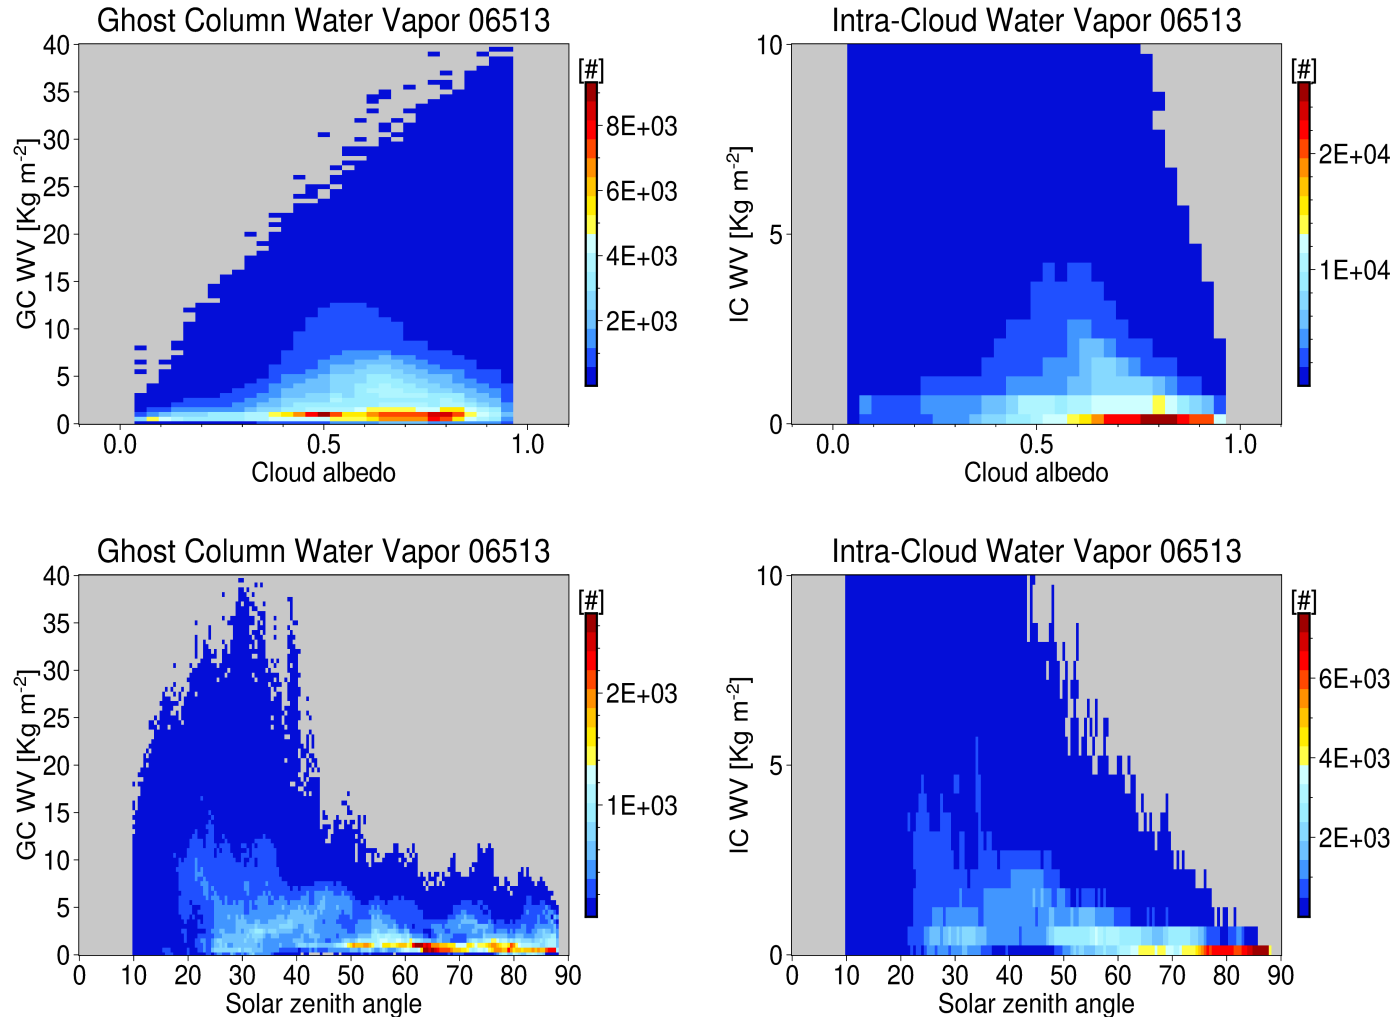 Ghost Column Water Vapor 06513
GC WV [Kg m-2]
40
35
30
25
20
15
10
5
0
0.0 0.5 1.0
Cloud albedo
[#]
8E+03
6E+03
4E+03
2E+03
Intra-Cloud Water Vapor 06513
IC WV [Kg m-2]
10
5
0
0.0 0.5 1.0
Cloud albedo
[#]
2E+04
1E+04
Ghost Column Water Vapor 06513
GC WV [Kg m-2]
40
35
30
25
20
15
10
5
0
0 10 20 30 40 50 60 70 80 90
Solar zenith angle
[#]
2E+03
1E+03
Intra-Cloud Water Vapor 06513
IC WV [Kg m-2]
10
5
0
0 10 20 30 40 50 60 70 80 90
Solar zenith angle
[#]
6E+03
4E+03
2E+03